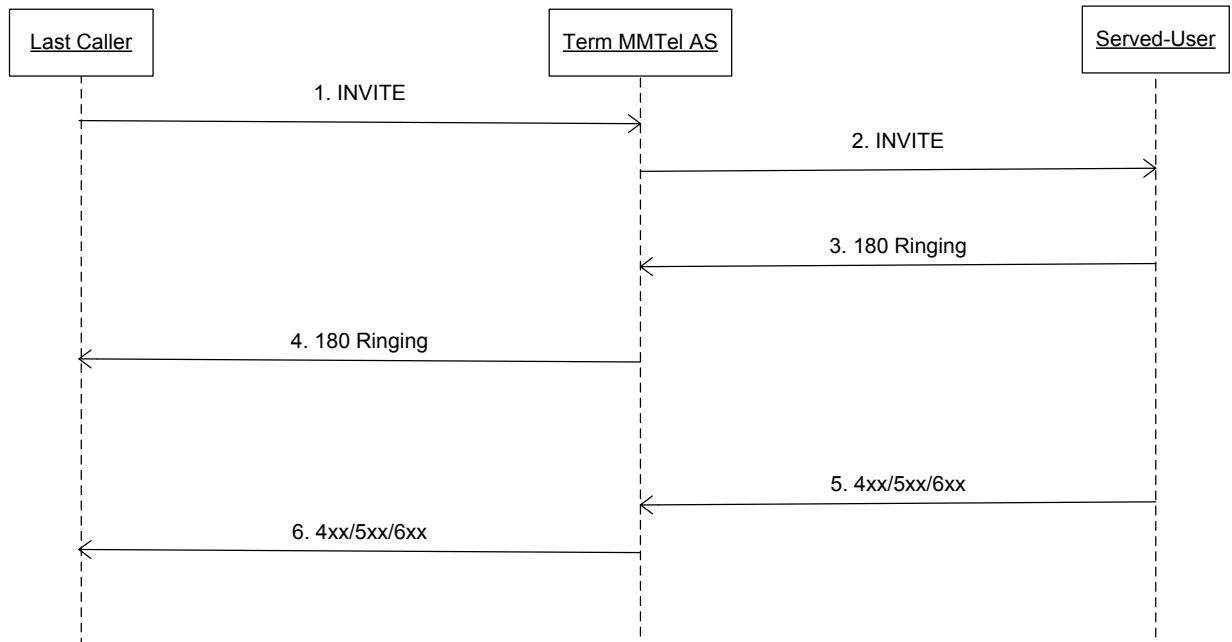 Last Caller
Term MMTel AS
Served-User
1. INVITE
2. INVITE
3. 180 Ringing
4. 180 Ringing
5. 4xx/5xx/6xx
6. 4xx/5xx/6xx